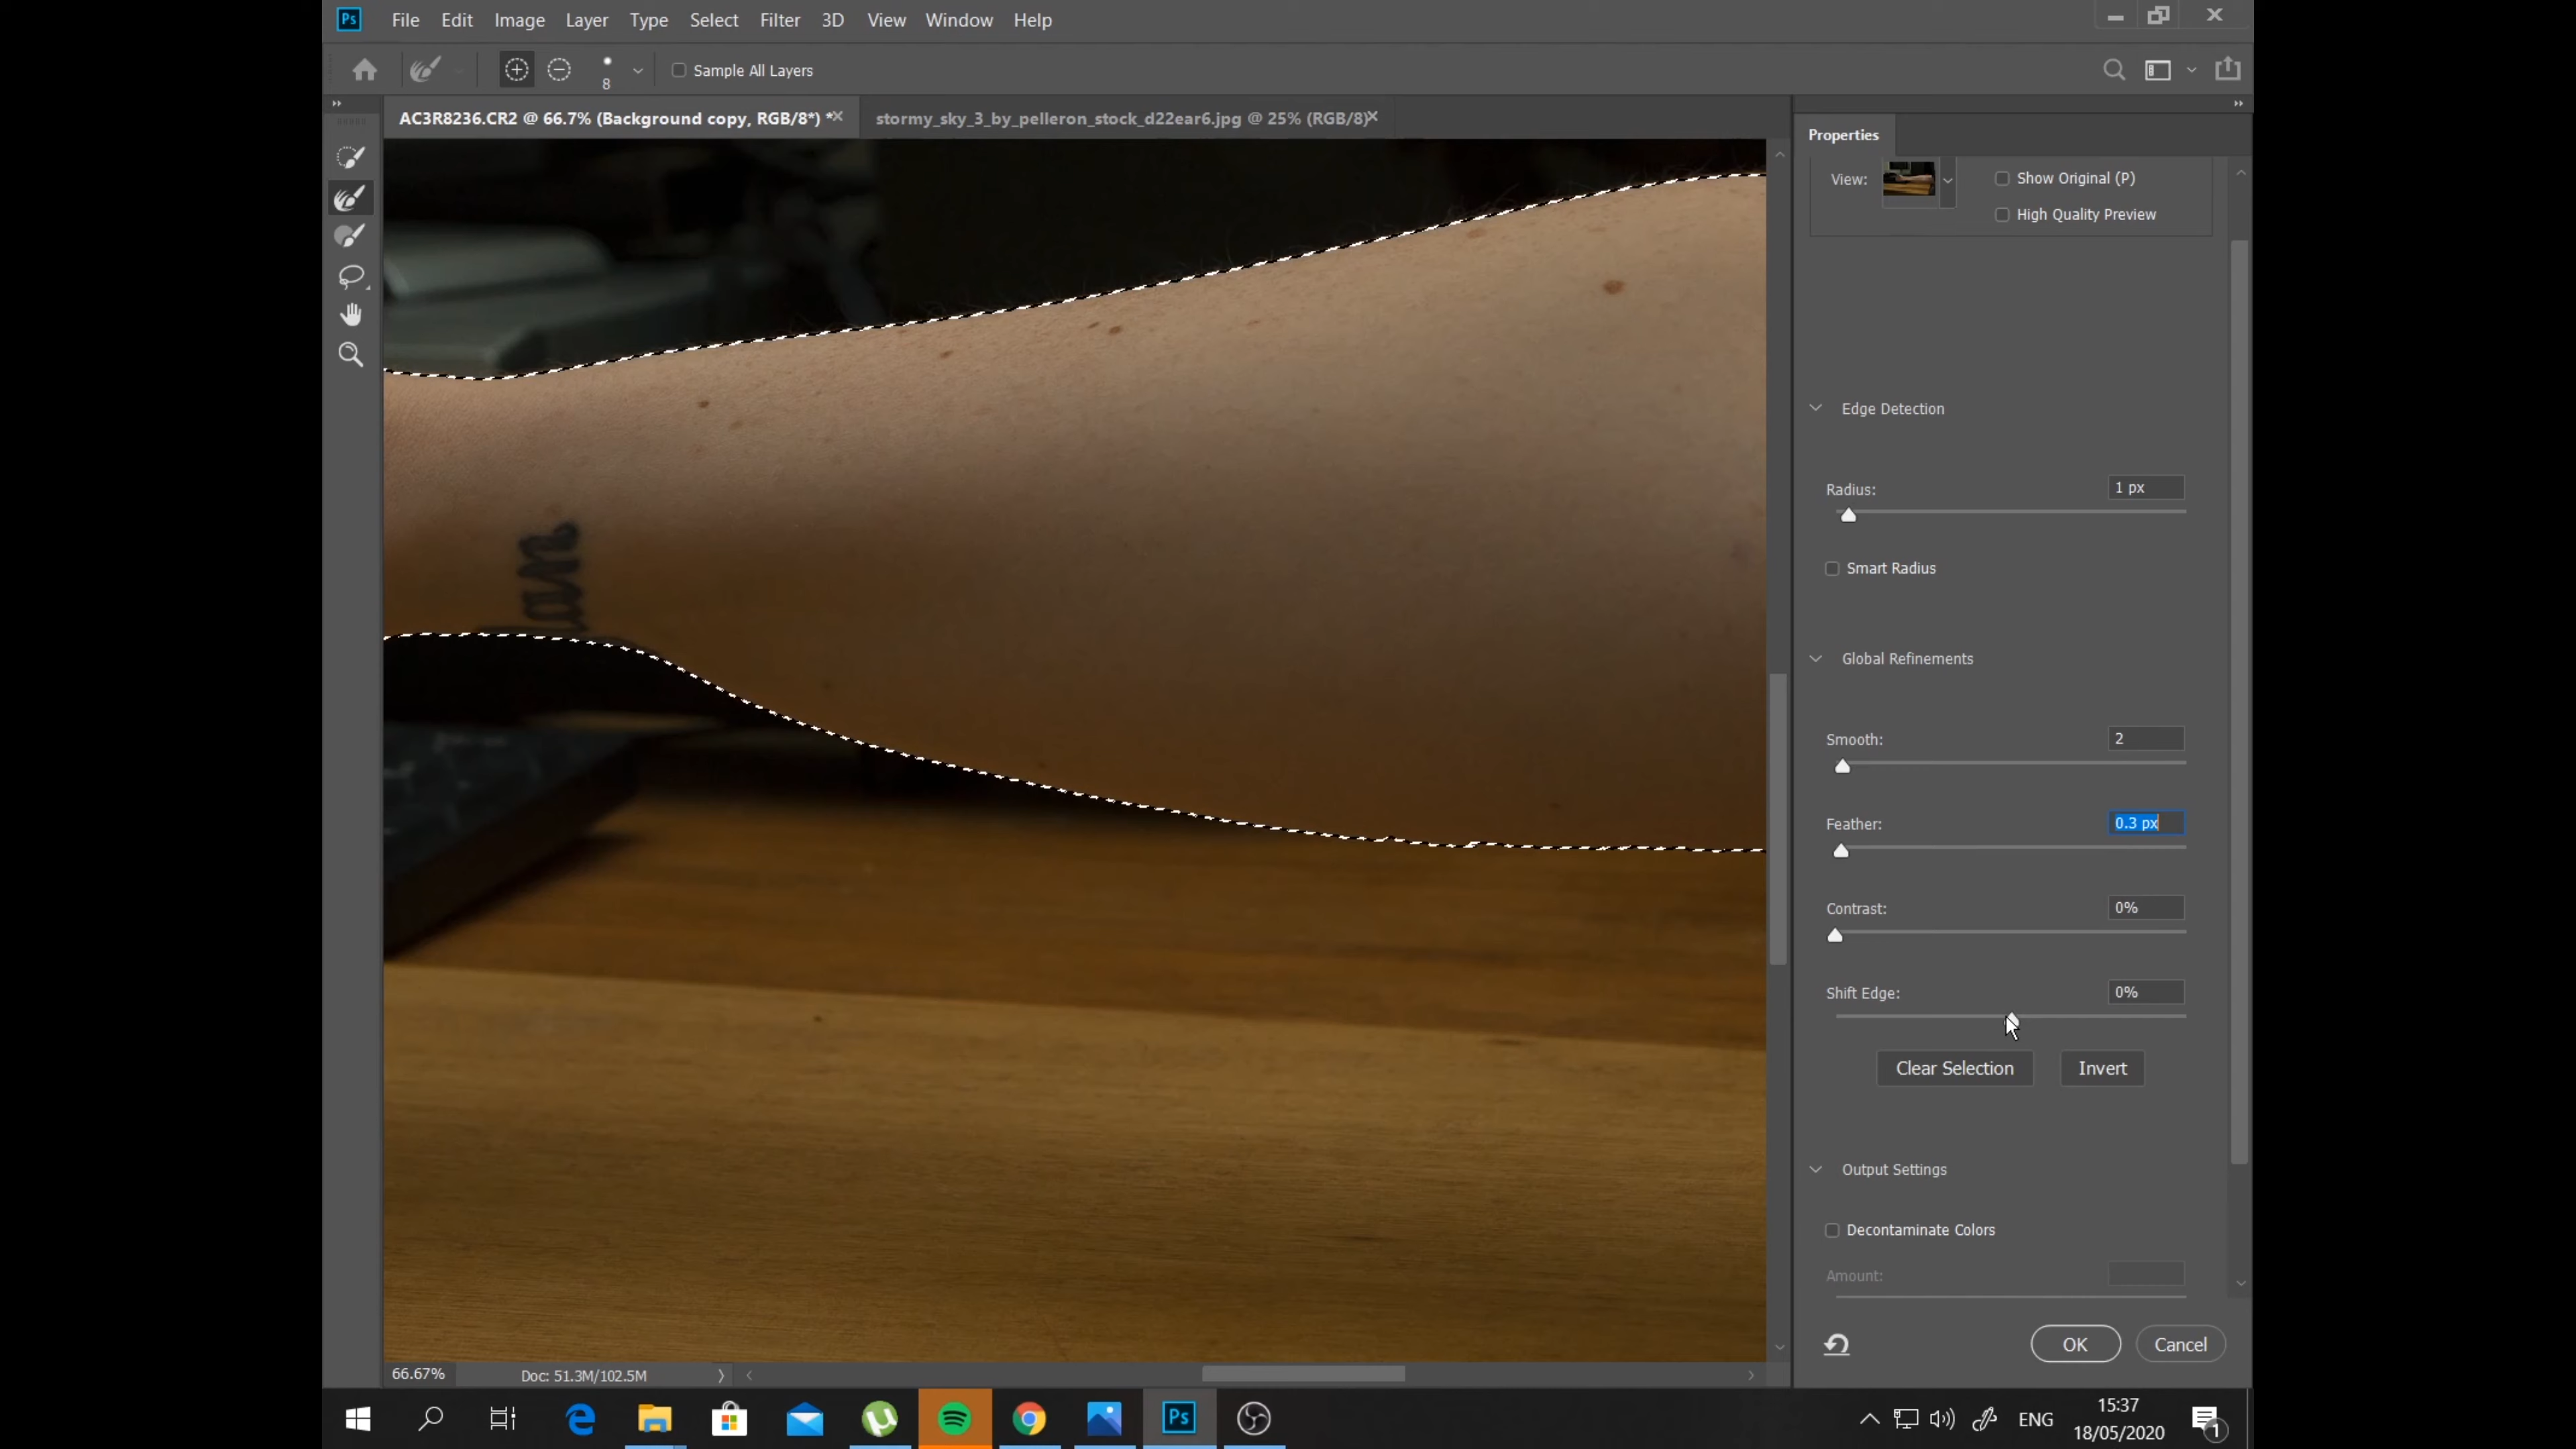 Ps File Edit Image Layer Type Select Filter 3D View Window Help
8 Sample All Layers
AC3R8236.CR2 @ 66.7% (Background copy, RGB/8*) * stormy_sky_3_by_pelleron_stock_d22ear6.jpg @ 25% (RGB/8)
Properties
View: Show Original (P)
High Quality Preview
Edge Detection
Radius: 1 px
Smart Radius
Global Refinements
Smooth: 2
Feather: 0.3 px
Contrast: 0%
Shift Edge: 0%
Clear Selection Invert
Output Settings
Decontaminate Colors
Amount:
OK Cancel
66.67% Doc: 51.3M/102.5M
Ps ENG 15:37
18/05/2020 1